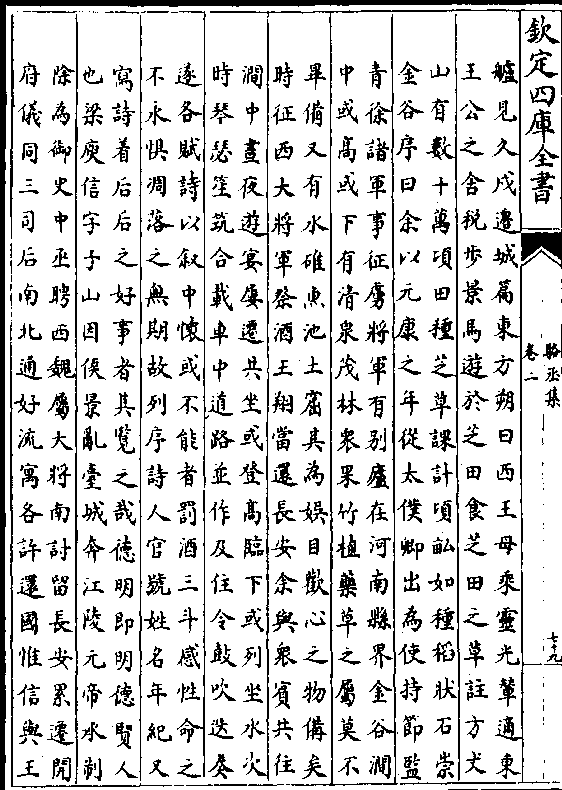 欽定四庫全書
駱丞集
卷二
七十九
艫見久戍邊城篇東方朔曰西王母乘靈光輦適東
王公之舍税步景馬遊於芝田食芝田之草註方丈
山有數十萬頃田種芝草課計頃畝如種稻狀石崇
金谷序曰余以元康之年從太僕卿出為使持節監
青徐諸軍事征虜將軍有别廬在河南縣界金谷澗
中或高或下有清泉茂林衆果竹植藥草之屬莫不
畢備又有水碓魚池土窟其為娱目歡心之物備矣
時征西大將軍祭酒王翔當還長安余與衆賓共往
澗中晝夜遊宴屢遷共坐或登高臨下或列坐水次
時琴瑟笙筑合載車中道路並作及住令鼓吹迭奏
遂各賦詩以叙中懷或不能者罰酒三斗感性命之
不永惧凋落之無期故列序詩人官號姓名年紀又
寫詩着后后之好事者其覧之哉徳明即明徳賢人
也梁庾信字子山因侯景亂臺城奔江陵元帝水制
除為御史中丞聘西魏屬大將南討留長安累遷開
府儀同三司后南北通好流寓各許還國惟信與王